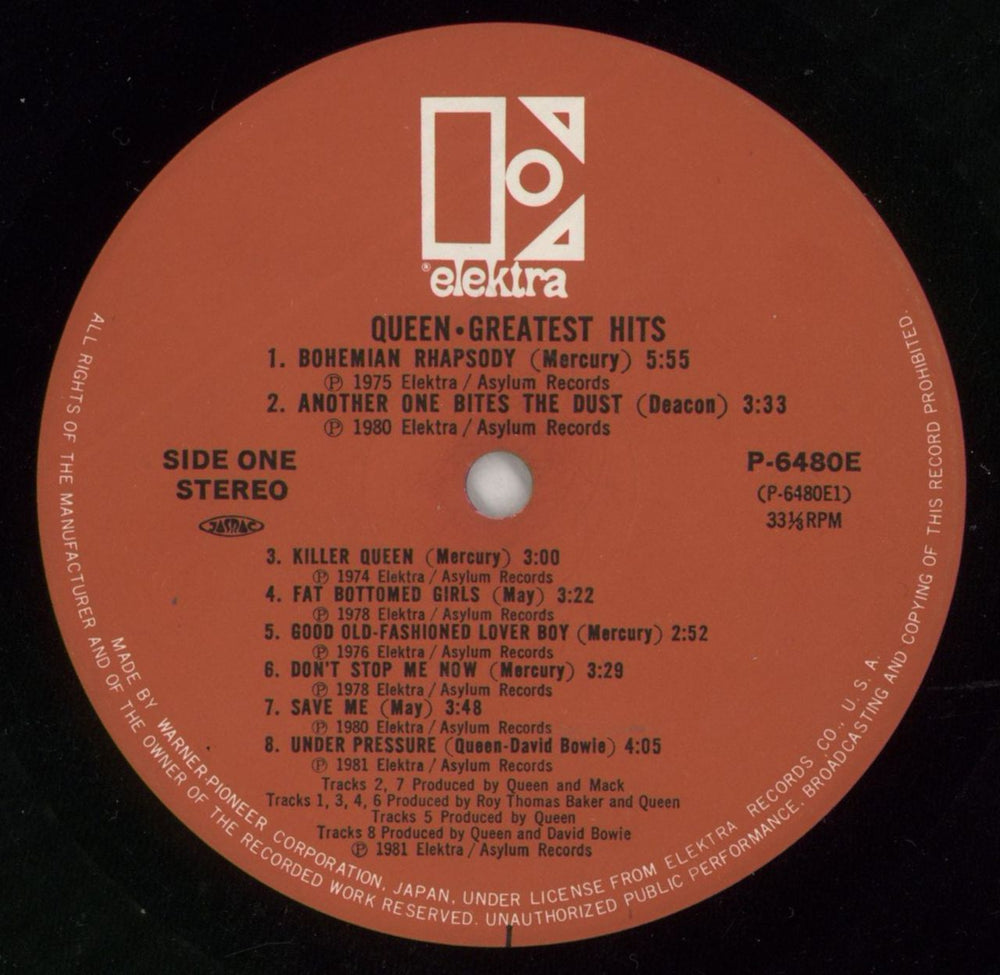 ®elektra
QUEEN•GREATEST HITS
1. BOHEMIAN RHAPSODY (Mercury) 5:55
Ⓟ 1975 Elektra / Asylum Records
2. ANOTHER ONE BITES THE DUST (Deacon) 3:33
Ⓟ 1980 Elektra / Asylum Records
SIDE ONE
STEREO
JASRAC
P-6480E
(P-6480E1)
33⅓RPM
3. KILLER QUEEN (Mercury) 3:00
Ⓟ 1974 Elektra / Asylum Records
4. FAT BOTTOMED GIRLS (May) 3:22
Ⓟ 1978 Elektra / Asylum Records
5. GOOD OLD-FASHIONED LOVER BOY (Mercury) 2:52
Ⓟ 1976 Elektra / Asylum Records
6. DON'T STOP ME NOW (Mercury) 3:29
Ⓟ 1978 Elektra / Asylum Records
7. SAVE ME (May) 3:48
Ⓟ 1980 Elektra / Asylum Records
8. UNDER PRESSURE (Queen-David Bowie) 4:05
Ⓟ 1981 Elektra / Asylum Records
Tracks 2, 7 Produced by Queen and Mack
Tracks 1, 3, 4, 6 Produced by Roy Thomas Baker and Queen
Tracks 5 Produced by Queen
Tracks 8 Produced by Queen and David Bowie
Ⓟ 1981 Elektra / Asylum Records
MADE BY WARNER-PIONEER CORPORATION, JAPAN, UNDER LICENSE FROM ELEKTRA RECORDS CO., U. S. A.
ALL RIGHTS OF THE MANUFACTURER AND OF THE OWNER OF THE RECORDED WORK RESERVED. UNAUTHORIZED PUBLIC PERFORMANCE, BROADCASTING AND COPYING OF THIS RECORD PROHIBITED.